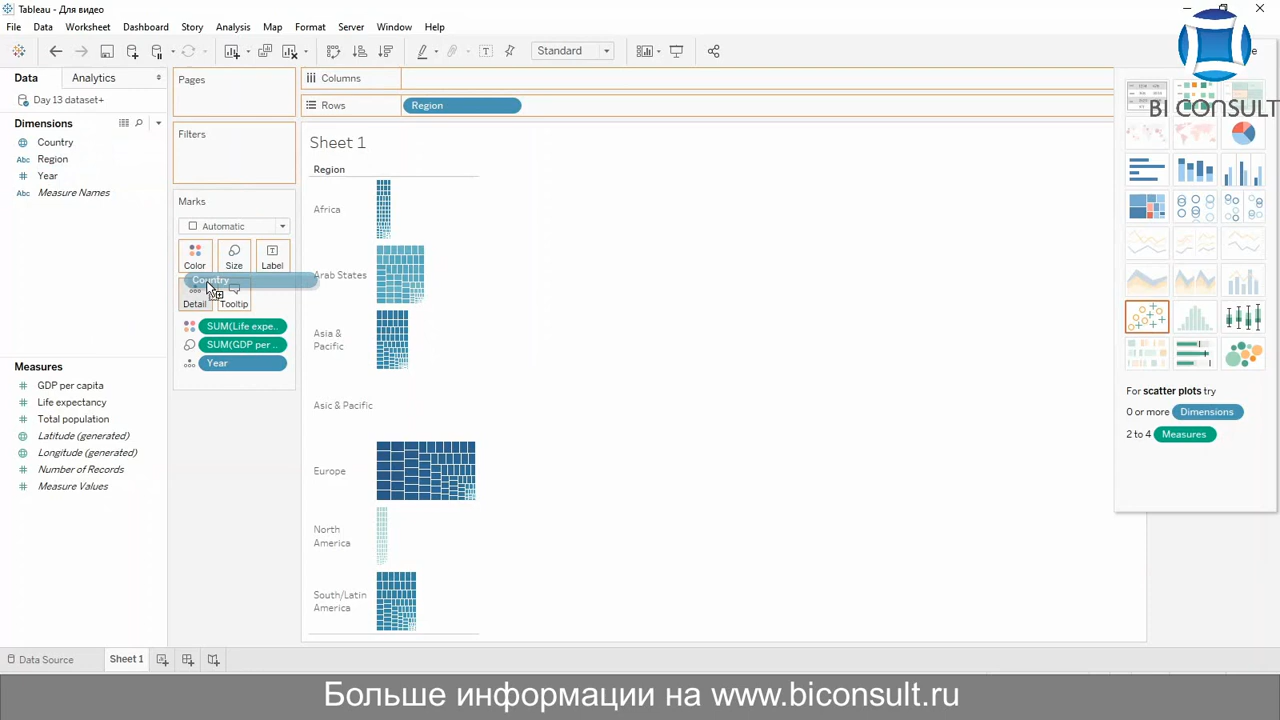 Tableau - Для видео
File Data Worksheet Dashboard Story Analysis Map Format Server Window Help
Standard
Data Analytics
Day 13 dataset+
Dimensions
Country
Region
Year
Measure Names
Measures
GDP per capita
Life expectancy
Total population
Latitude (generated)
Longitude (generated)
Number of Records
Measure Values
Pages
Filters
Marks
Automatic
Color Size Label
Country
Detail Tooltip
SUM(Life expe..
SUM(GDP per ..
Year
Columns
Rows Region
Sheet 1
Region
Africa
Arab States
Asia &
Pacific
Asic & Pacific
Europe
North
America
South/Latin
America
BI CONSULT
For scatter plots try
0 or more Dimensions
2 to 4 Measures
Data Source Sheet 1
Больше информации на www.biconsult.ru